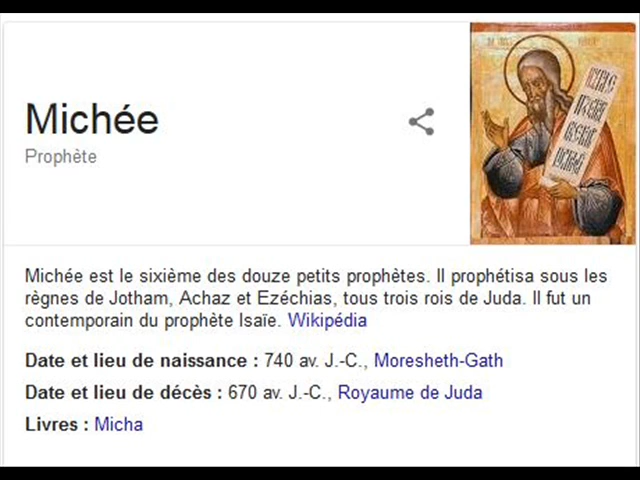 Michée
Prophète
Michée est le sixième des douze petits prophètes. Il prophétisa sous les
règnes de Jotham, Achaz et Ezéchias, tous trois rois de Juda. Il fut un
contemporain du prophète Isaïe. Wikipédia
Date et lieu de naissance : 740 av. J.-C., Moresheth-Gath
Date et lieu de décès : 670 av. J.-C., Royaume de Juda
Livres : Micha